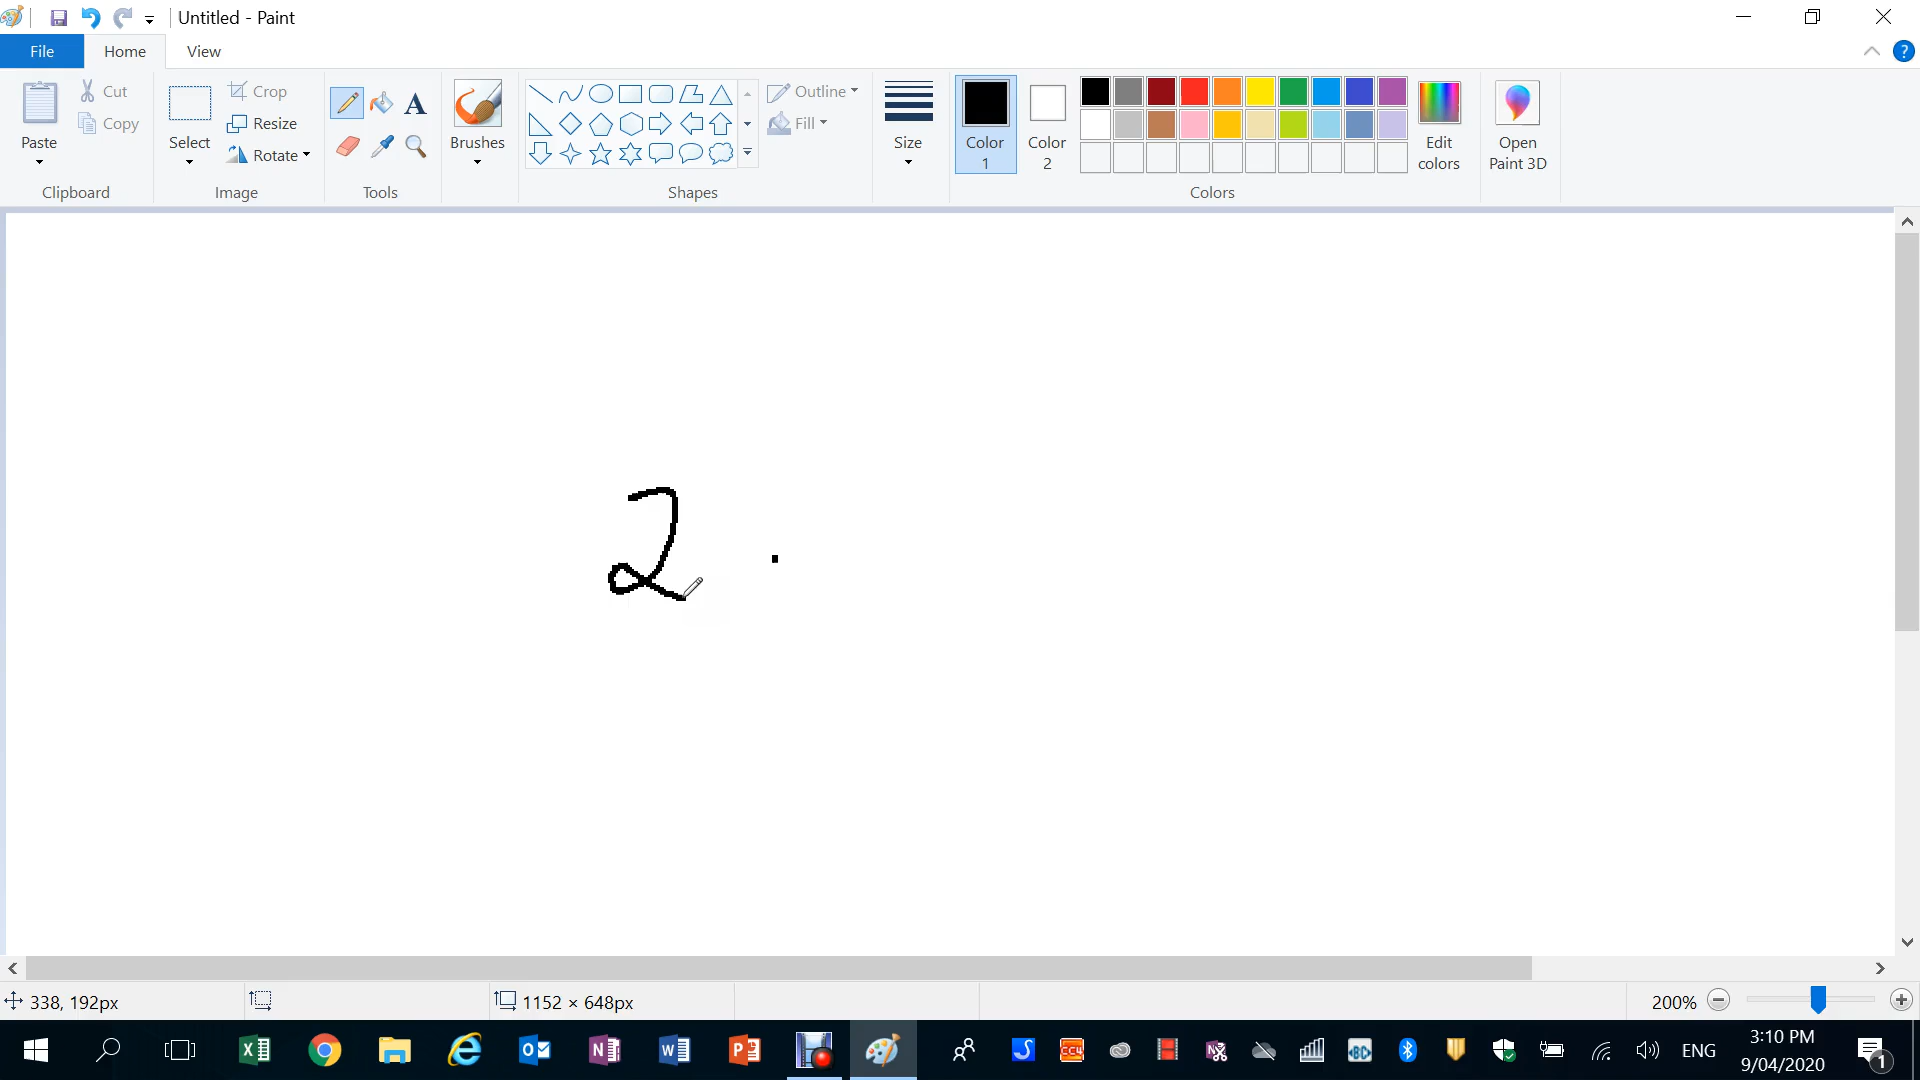 Untitled - Paint
File Home View
Paste
Cut
Copy
Clipboard
Select
Crop
Resize
Rotate
Image
A
Tools
Brushes
Shapes
Outline
Fill
Size
Color 1
Color 2
Colors
Edit colors
Open Paint 3D
2 .
338, 192px
1152 × 648px
200%
ENG
3:10 PM
9/04/2020
1